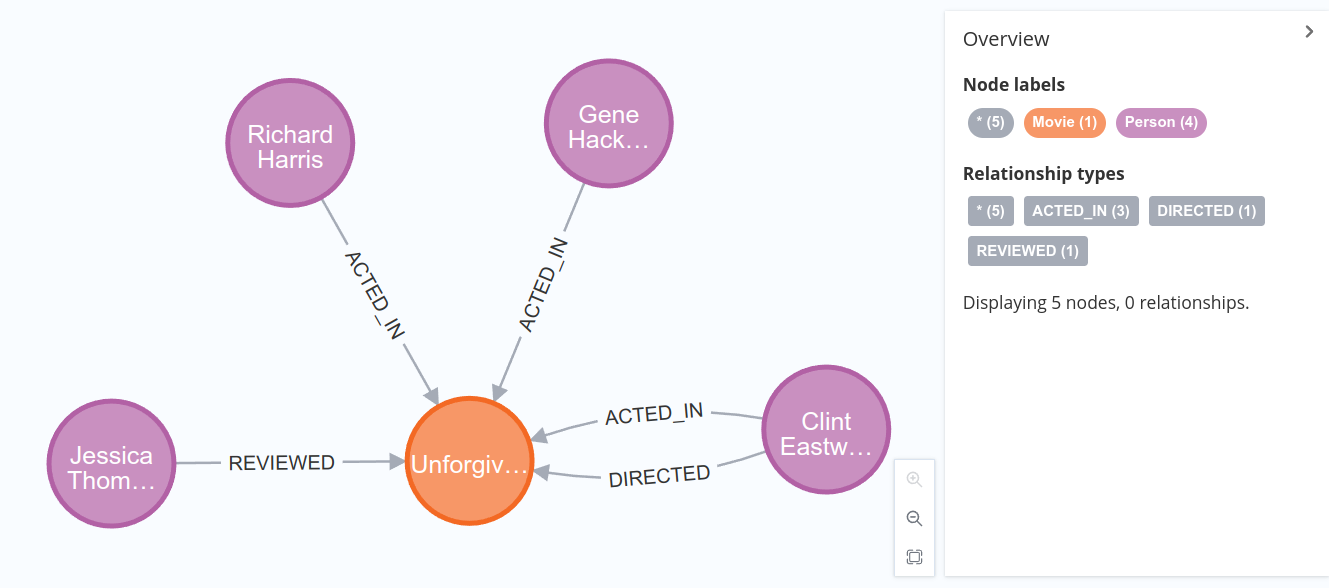 Richard
Harris
Gene
Hack…
ACTED_IN
ACTED_IN
Jessica
Thom…
REVIEWED
Unforgiv…
ACTED_IN
DIRECTED
Clint
Eastw…
Overview
Node labels
* (5) Movie (1) Person (4)
Relationship types
* (5) ACTED_IN (3) DIRECTED (1)
REVIEWED (1)
Displaying 5 nodes, 0 relationships.